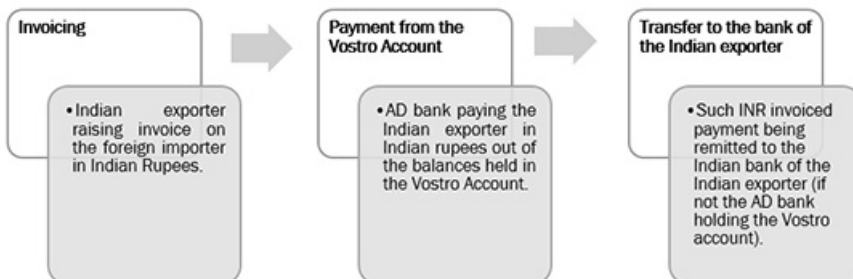 Invoicing
•Indian exporter
raising invoice on
the foreign importer
in Indian Rupees.
Payment from the
Vostro Account
•AD bank paying the
Indian exporter in
Indian rupees out of
the balances held in
the Vostro Account.
Transfer to the bank of
the Indian exporter
•Such INR invoiced
payment being
remitted to the
Indian bank of the
Indian exporter (if
not the AD bank
holding the Vostro
account).